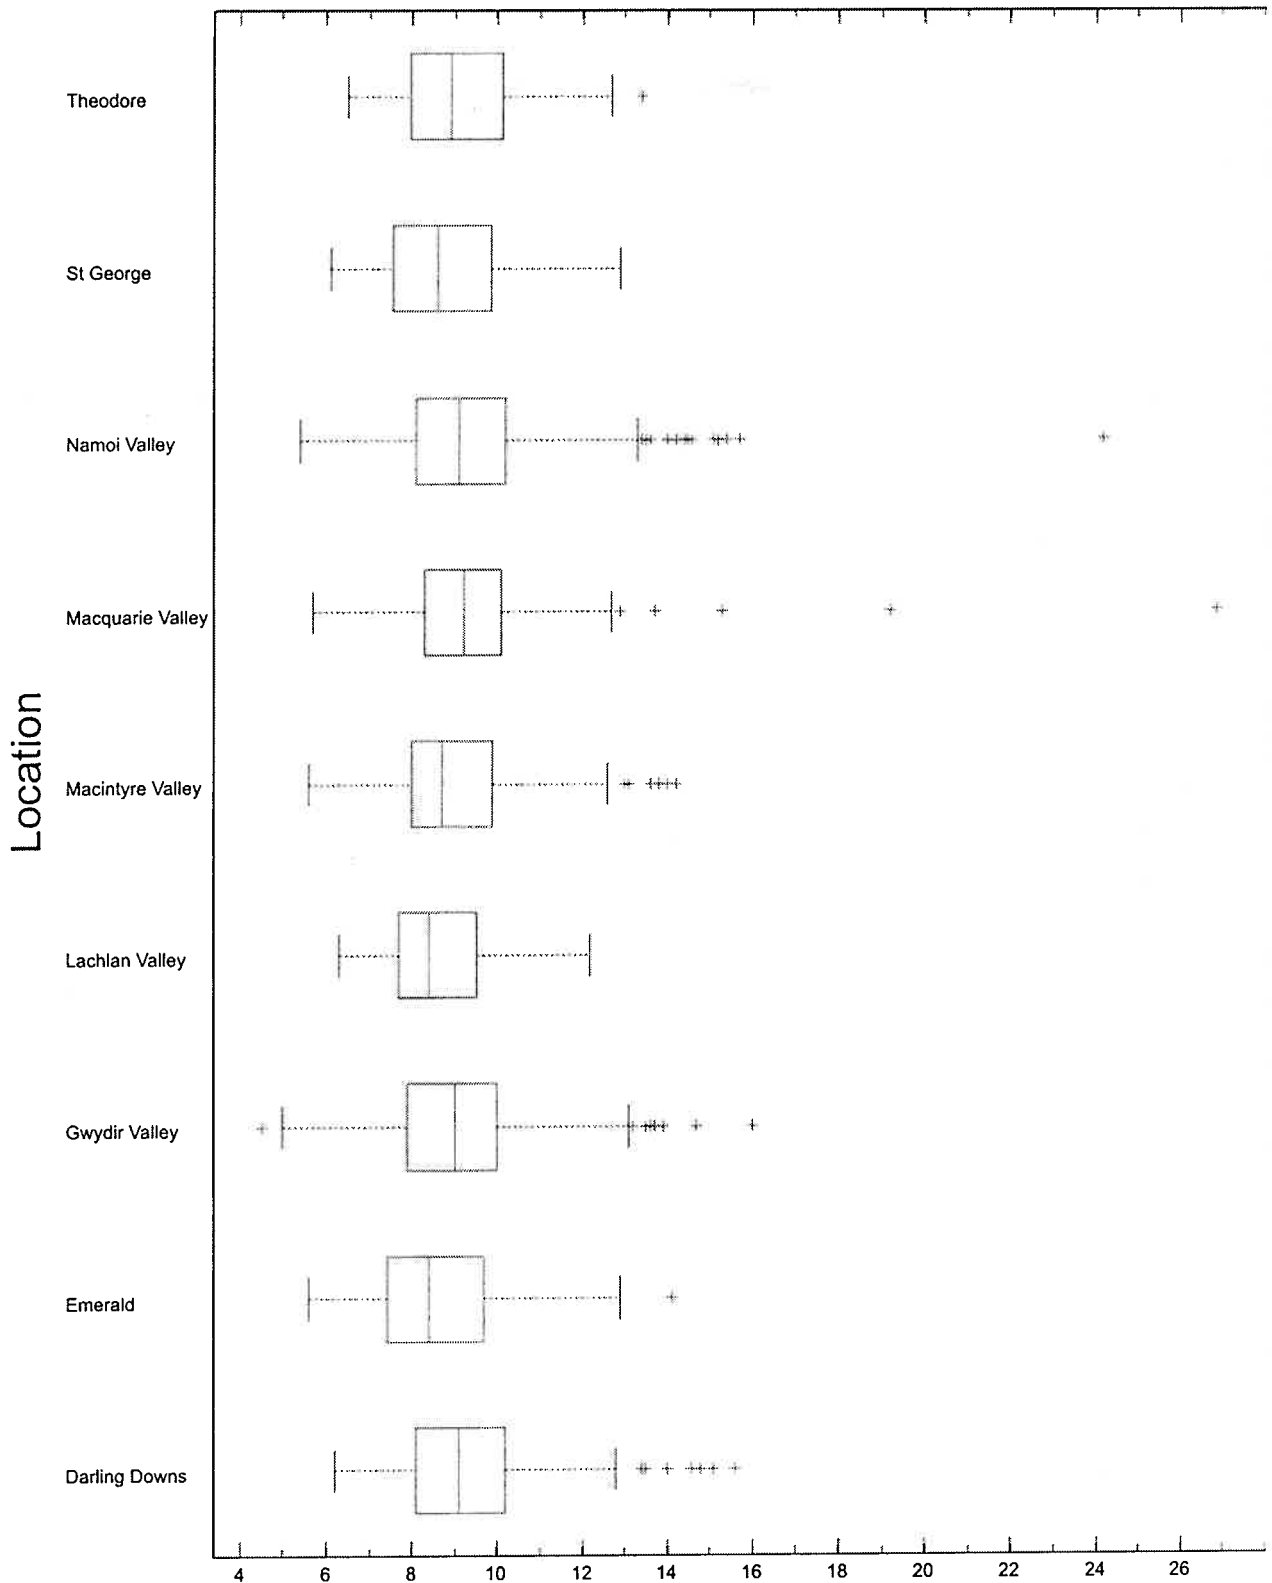 Theodore
St George
Namoi Valley
Macquarie Valley
Location
Macintyre Valley
Lachlan Valley
Gwydir Valley
Emerald
Darling Downs
4 6 8 10 12 14 16 18 20 22 24 26